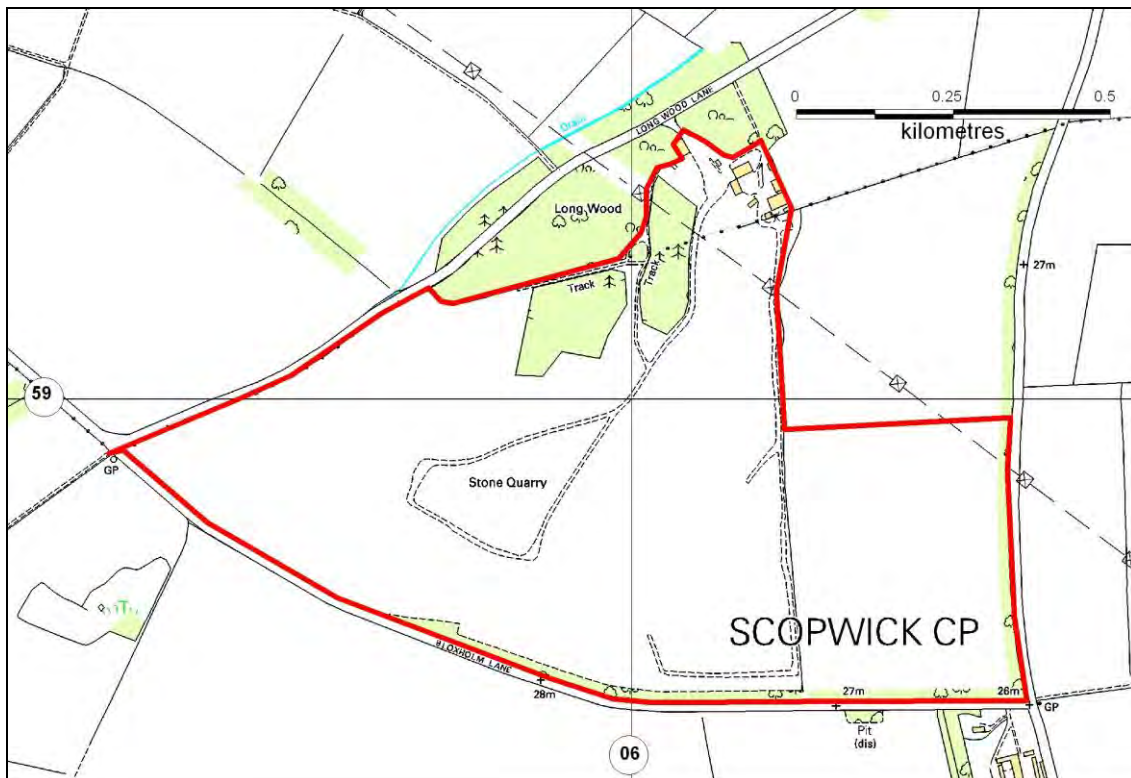 0 0.25 0.5
kilometres
LONG WOOD LANE
Drain
Long Wood
Track
Track
27m
59
GP
Stone Quarry
SCOPWICK CP
BLOXHOLM LANE
28m
27m
26m
GP
Pit
(dis)
06